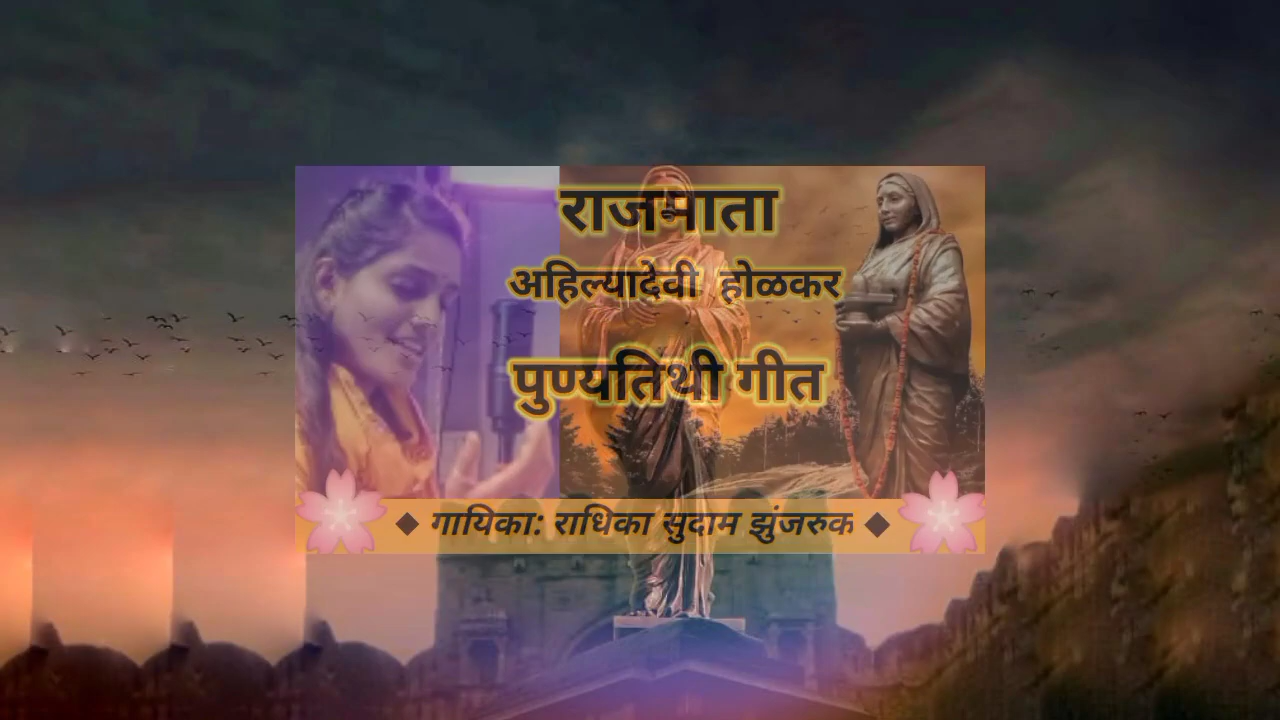 राजमाता
अहिल्यादेवी होळकर
पुण्यतिथी गीत
◆ गायिका: राधिका सुदाम झुंजरुक ◆